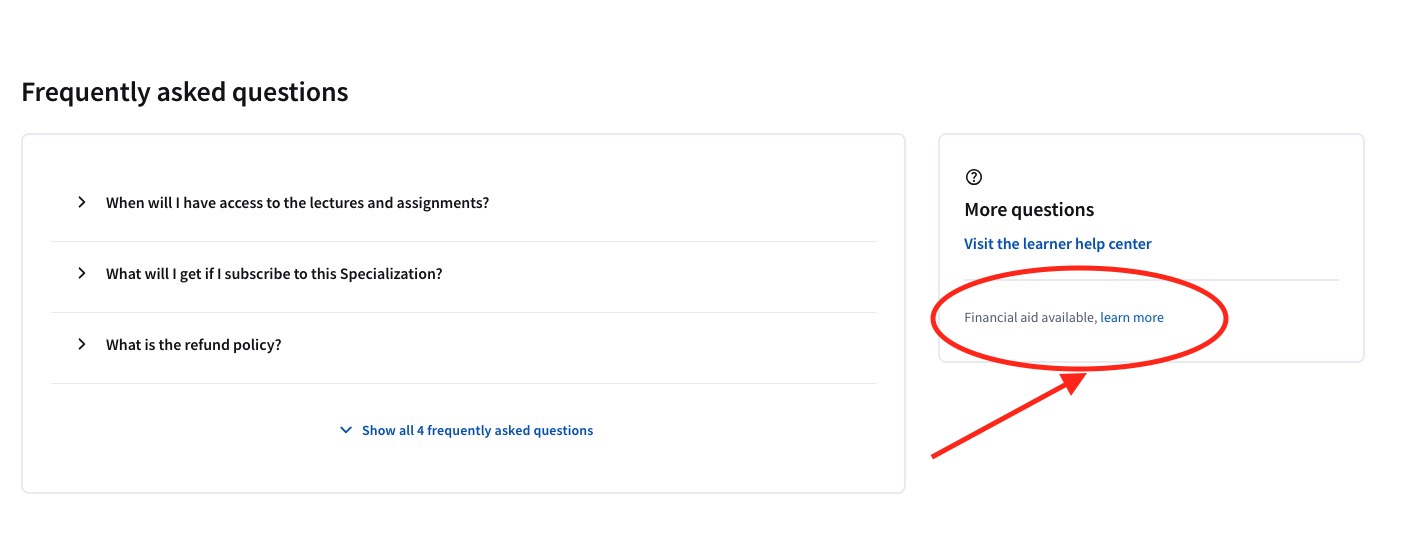 Frequently asked questions
When will I have access to the lectures and assignments?
What will I get if I subscribe to this Specialization?
What is the refund policy?
Show all 4 frequently asked questions
More questions
Visit the learner help center
Financial aid available, learn more